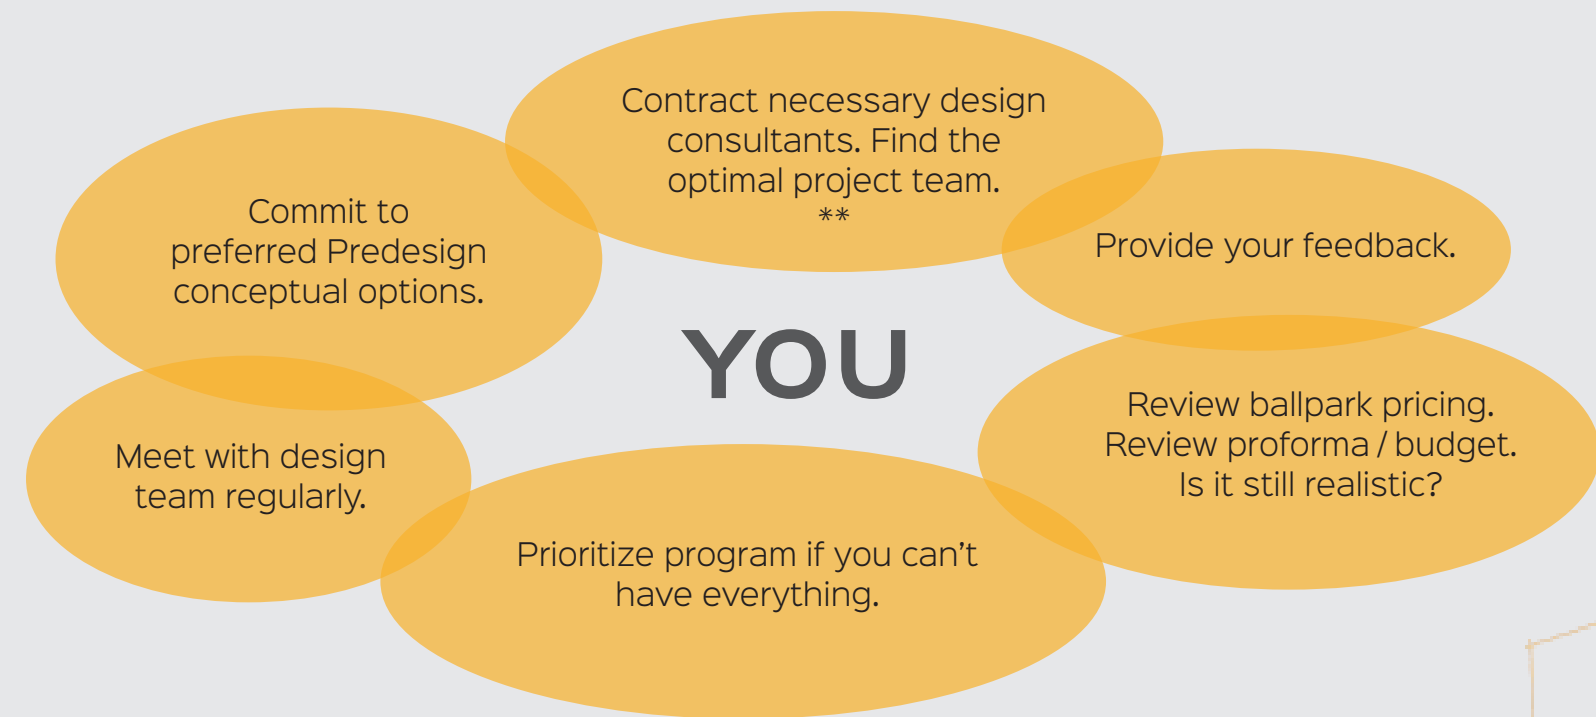 Contract necessary design
consultants. Find the
optimal project team.
**
Commit to
preferred Predesign
conceptual options.
Provide your feedback.
YOU
Review ballpark pricing.
Review proforma / budget.
Is it still realistic?
Meet with design
team regularly.
Prioritize program if you can't
have everything.